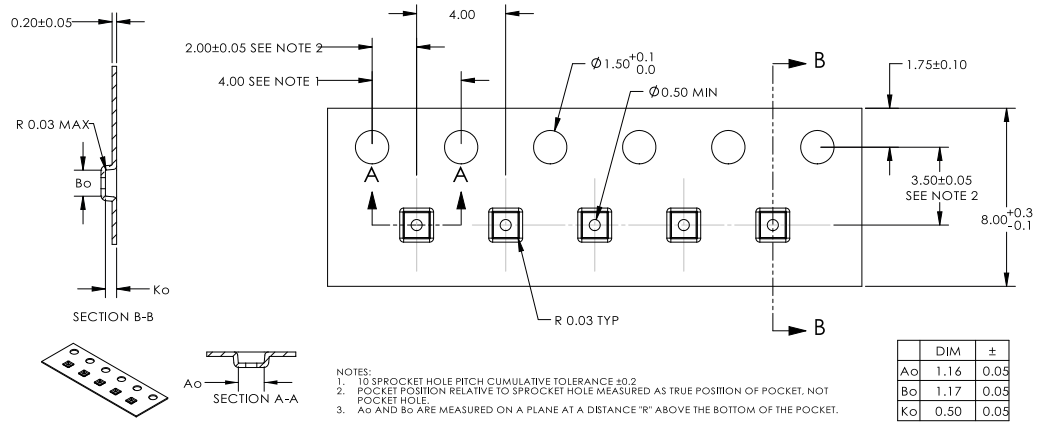 0.20±0.05
4.00
2.00±0.05 SEE NOTE 2
4.00 SEE NOTE 1
Ø1.50 +0.1 0.0
Ø0.50 MIN
B
1.75±0.10
R 0.03 MAX
A A
Bo
3.50±0.05
SEE NOTE 2
8.00 +0.3 -0.1
Ko
SECTION B-B
R 0.03 TYP
B
Ao
SECTION A-A
NOTES:
1. 10 SPROCKET HOLE PITCH CUMULATIVE TOLERANCE ±0.2
2. POCKET POSITION RELATIVE TO SPROCKET HOLE MEASURED AS TRUE POSITION OF POCKET, NOT
POCKET HOLE.
3. Ao AND Bo ARE MEASURED ON A PLANE AT A DISTANCE "R" ABOVE THE BOTTOM OF THE POCKET.
DIM ±
Ao 1.16 0.05
Bo 1.17 0.05
Ko 0.50 0.05